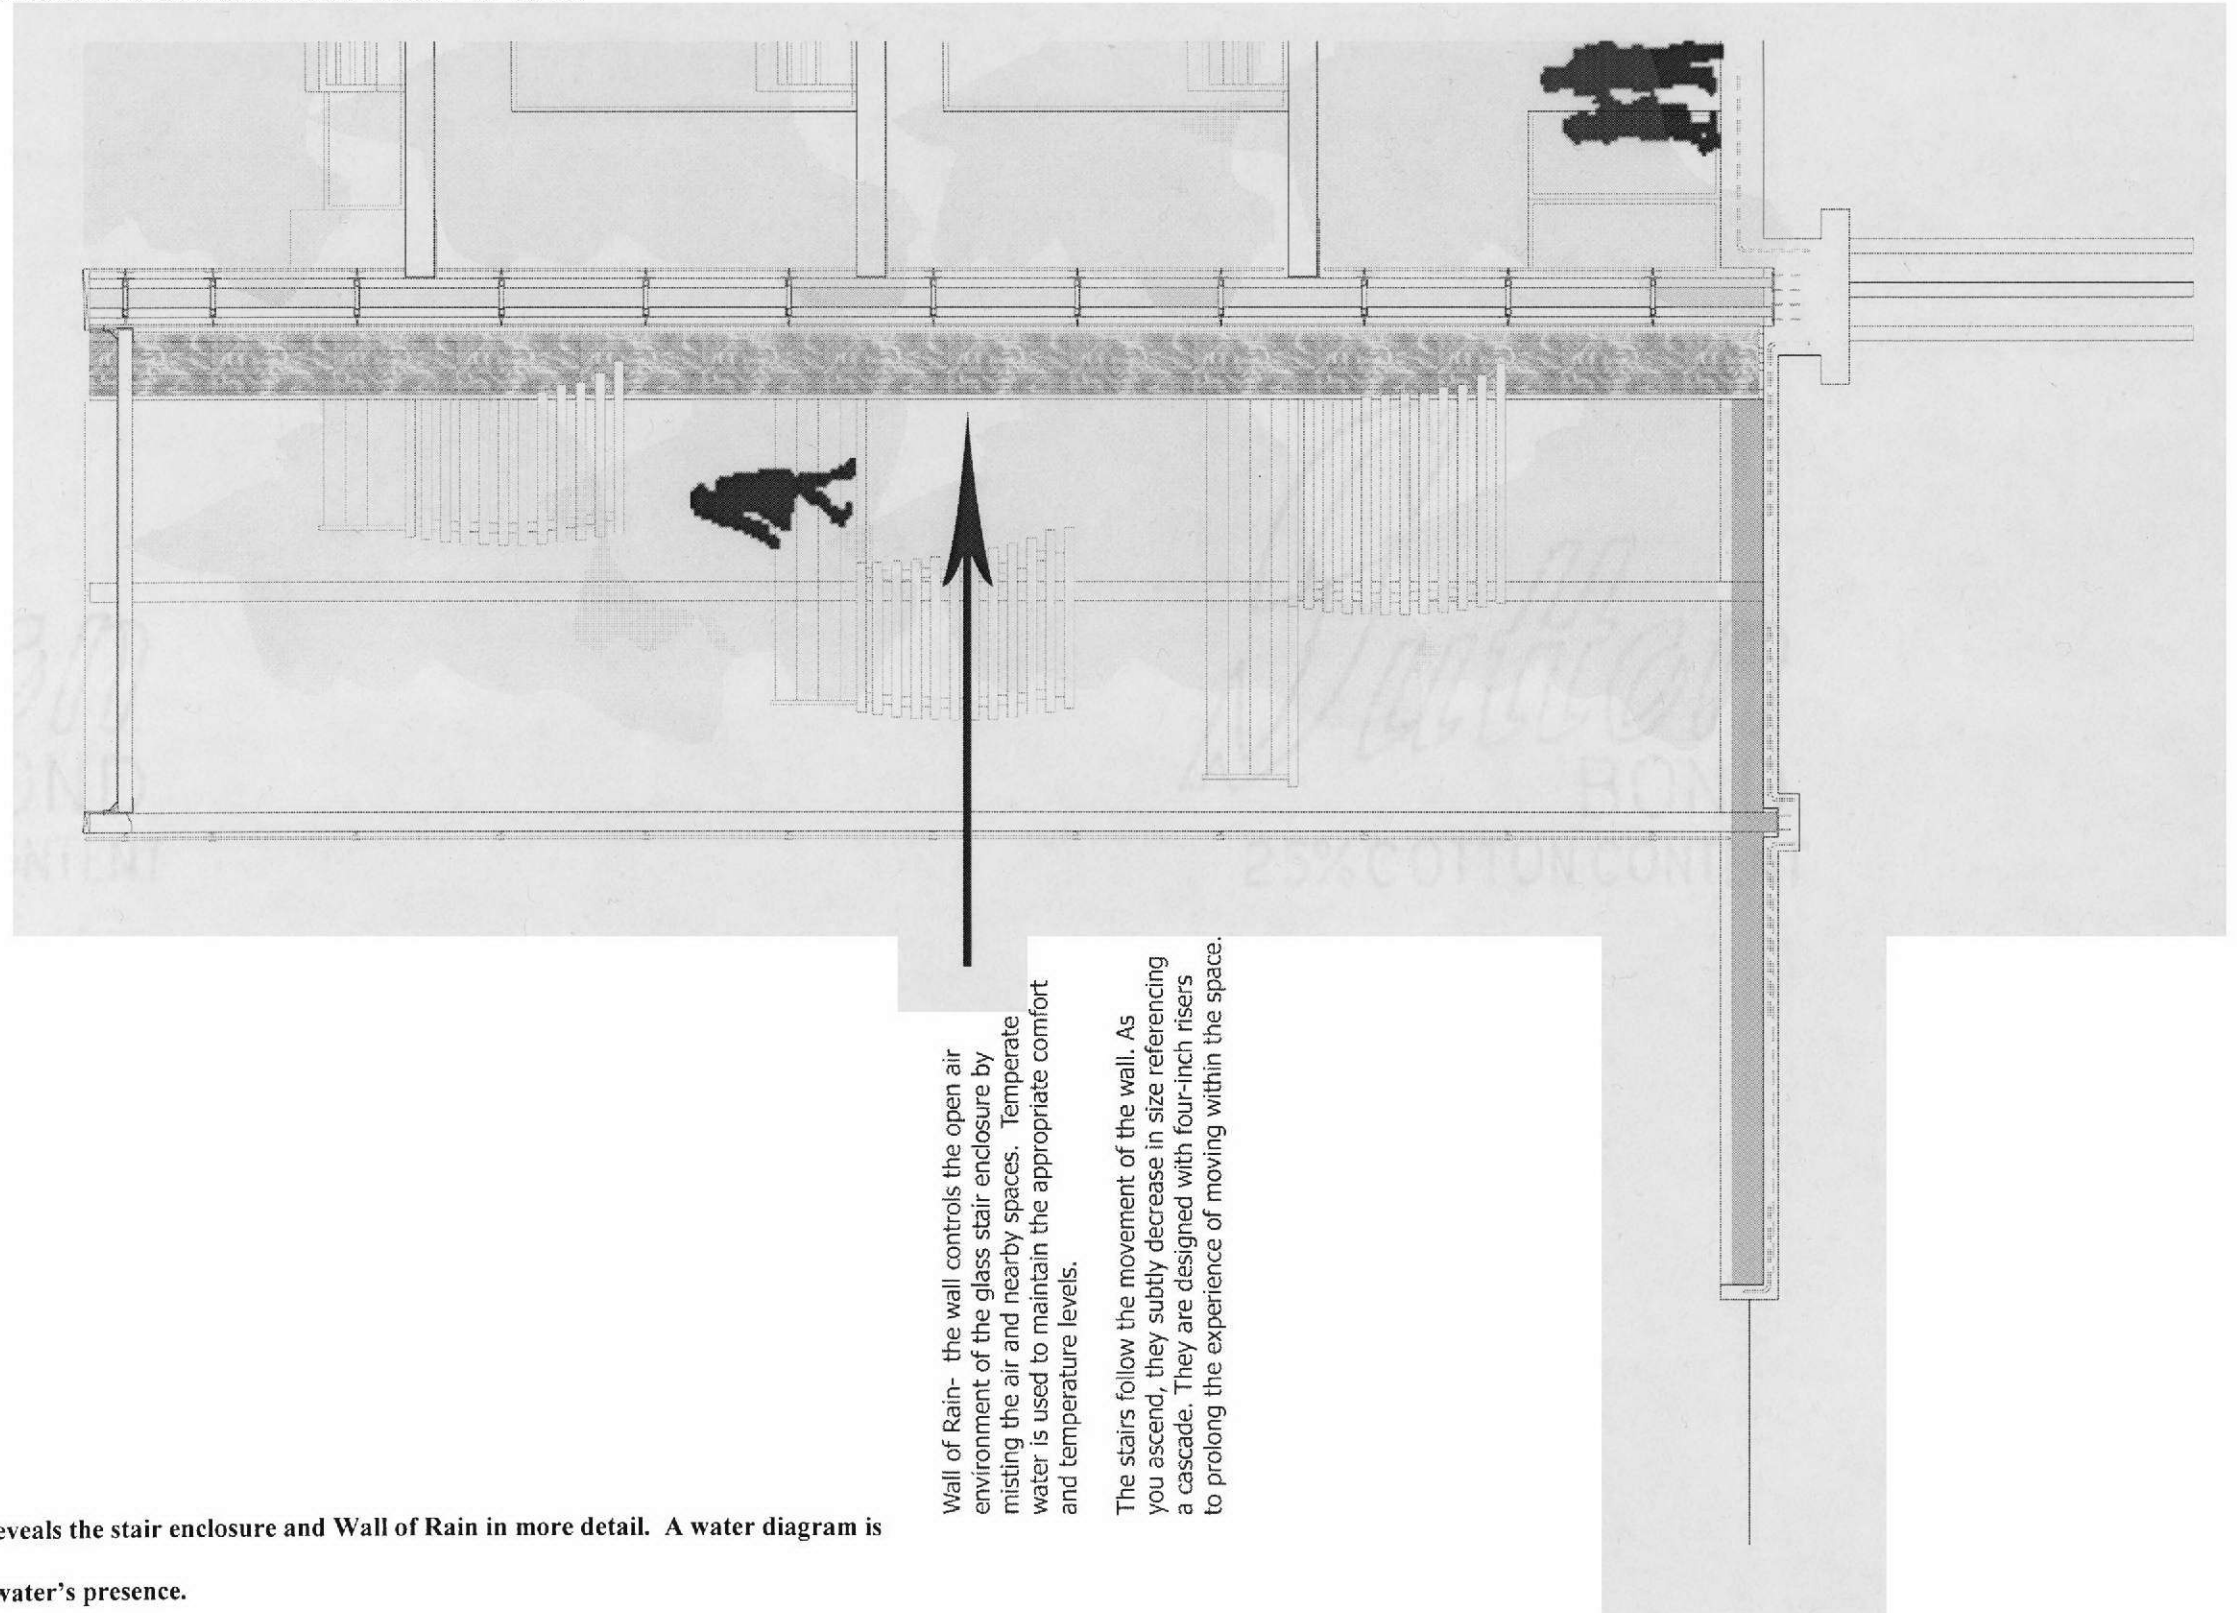 Wall of Rain- the wall controls the open air
environment of the glass stair enclosure by
misting the air and nearby spaces. Temperate
water is used to maintain the appropriate comfort
and temperature levels.
The stairs follow the movement of the wall. As
you ascend, they subtly decrease in size referencing
a cascade. They are designed with four-inch risers
to prolong the experience of moving within the space.
eveals the stair enclosure and Wall of Rain in more detail. A water diagram is
water's presence.